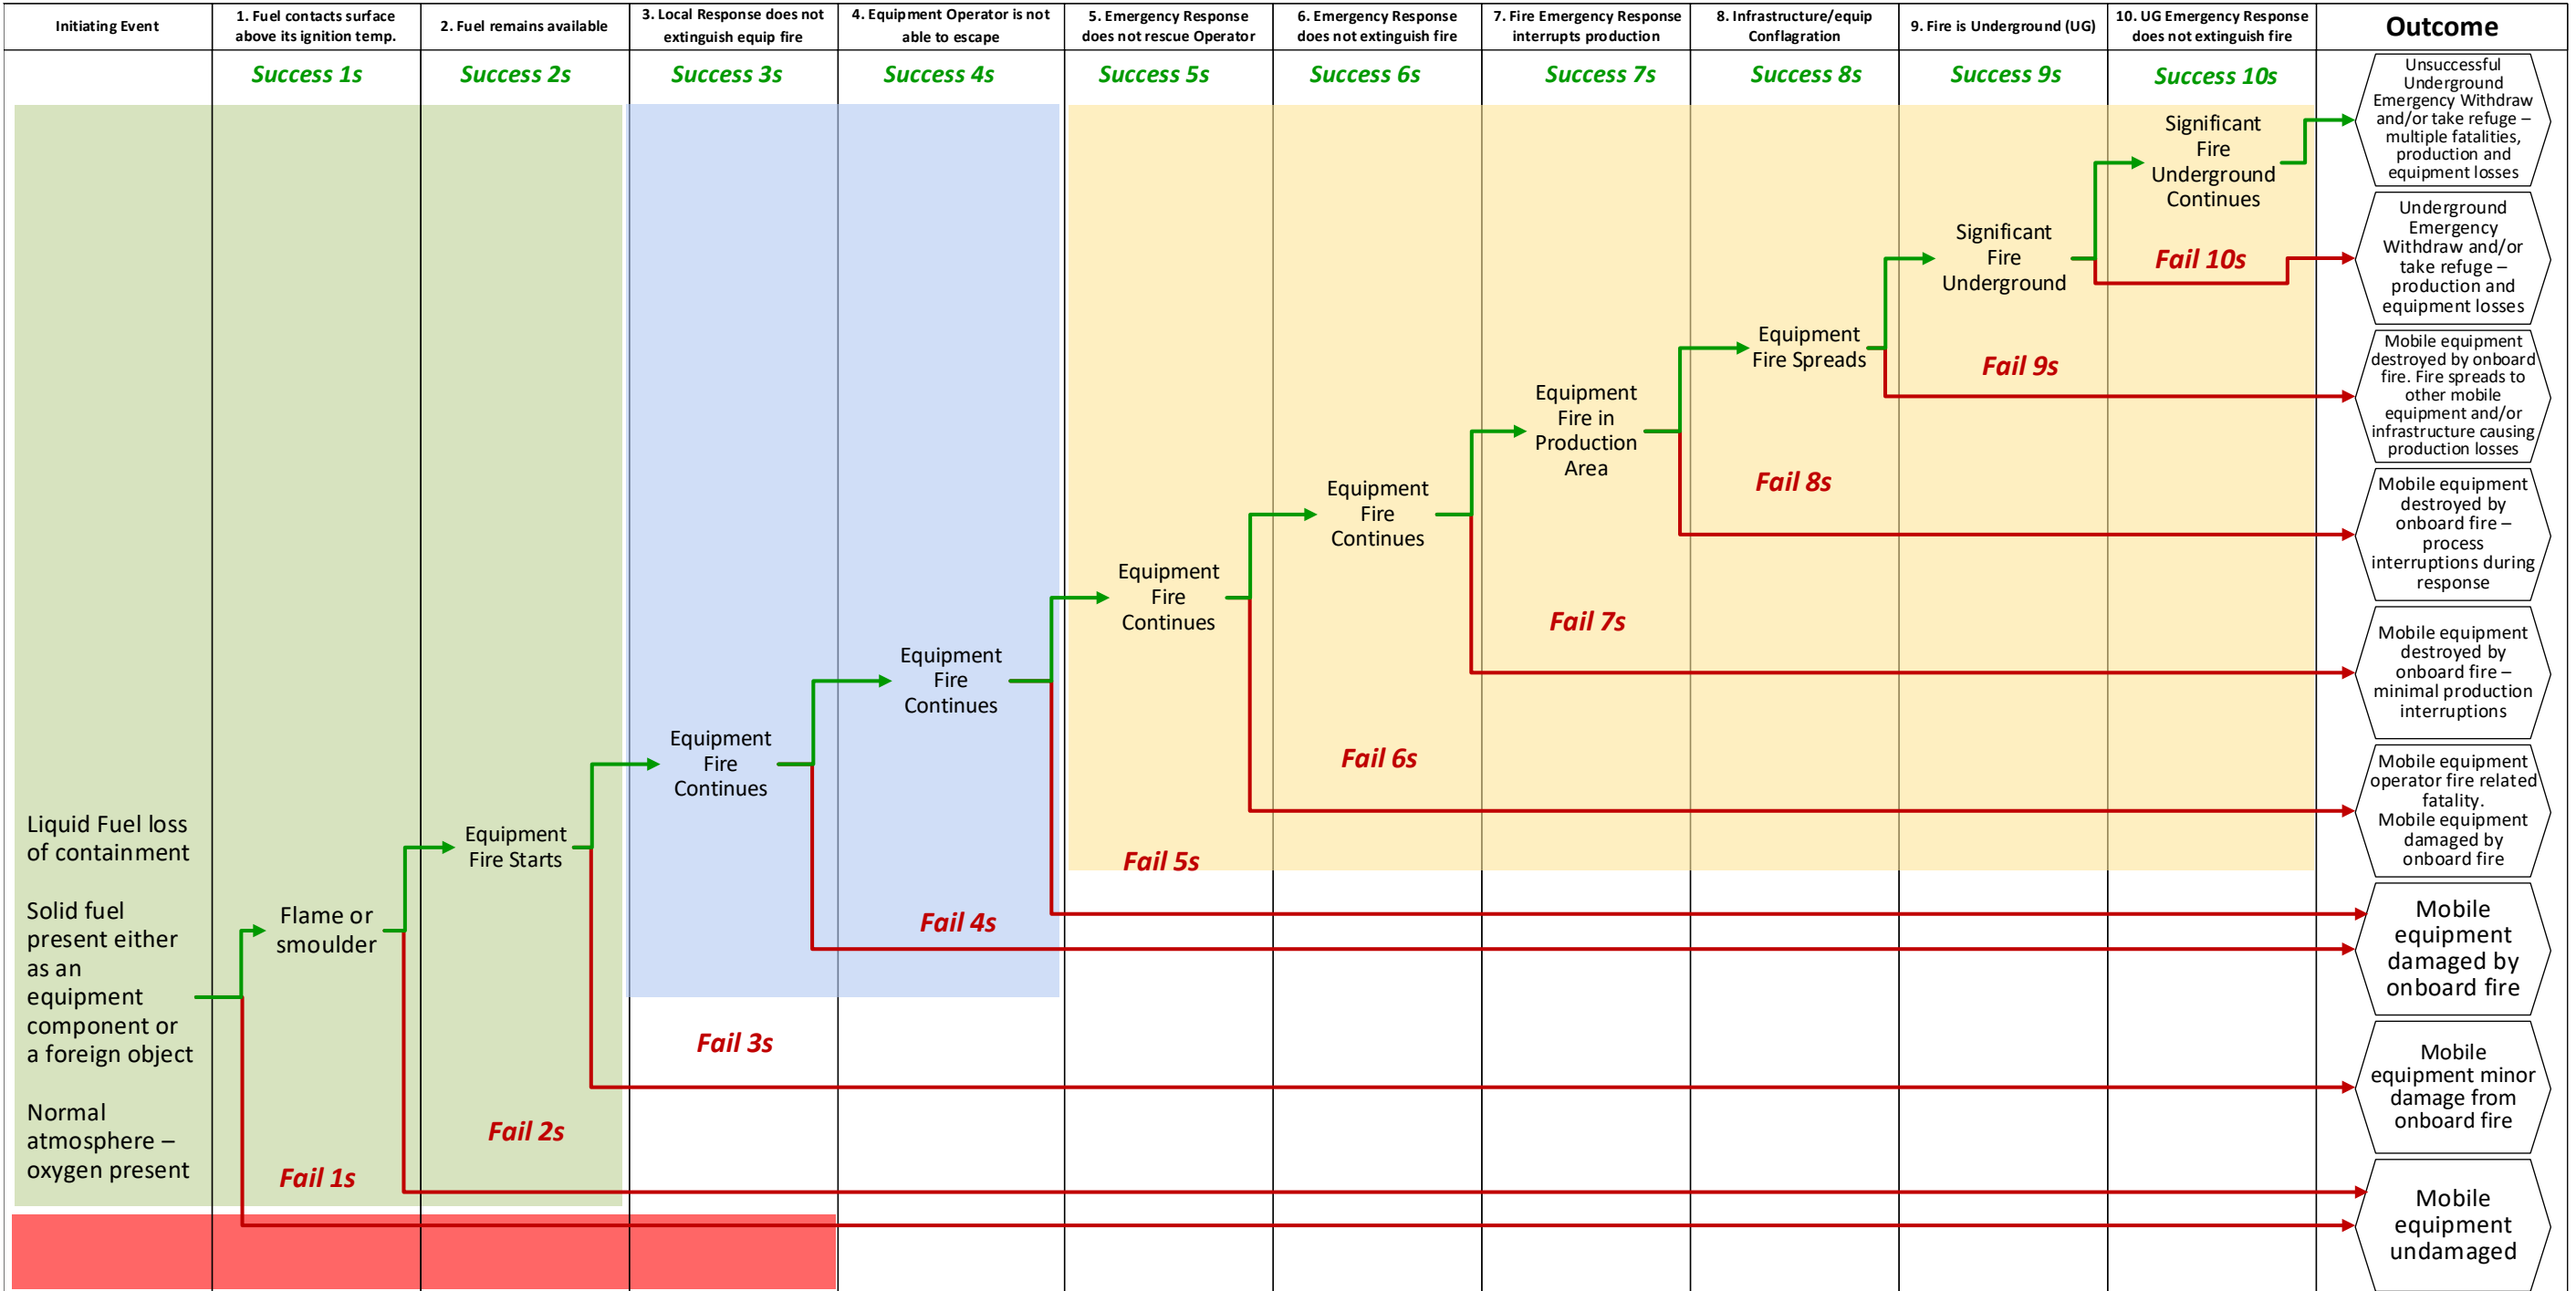 Initiating Event
1. Fuel contacts surface
above its ignition temp.
2. Fuel remains available
3. Local Response does not
extinguish equip fire
4. Equipment Operator is not
able to escape
5. Emergency Response
does not rescue Operator
6. Emergency Response
does not extinguish fire
7. Fire Emergency Response
interrupts production
8. Infrastructure/equip
Conflagration
9. Fire is Underground (UG)
10. UG Emergency Response
does not extinguish fire
Outcome
Success 1s
Success 2s
Success 3s
Success 4s
Success 5s
Success 6s
Success 7s
Success 8s
Success 9s
Success 10s
Liquid Fuel loss
of containment
Solid fuel
present either
as an
equipment
component or
a foreign object
Normal
atmosphere –
oxygen present
Flame or
smoulder
Fail 1s
Equipment
Fire Starts
Fail 2s
Equipment
Fire
Continues
Fail 3s
Equipment
Fire
Continues
Fail 4s
Equipment
Fire
Continues
Fail 5s
Equipment
Fire
Continues
Fail 6s
Equipment
Fire in
Production
Area
Fail 7s
Equipment
Fire Spreads
Fail 8s
Significant
Fire
Underground
Fail 9s
Significant
Fire
Underground
Continues
Fail 10s
Unsuccessful
Underground
Emergency Withdraw
and/or take refuge –
multiple fatalities,
production and
equipment losses
Underground
Emergency
Withdraw and/or
take refuge –
production and
equipment losses
Mobile equipment
destroyed by onboard
fire. Fire spreads to
other mobile
equipment and/or
infrastructure causing
production losses
Mobile equipment
destroyed by
onboard fire –
process
interruptions during
response
Mobile equipment
destroyed by
onboard fire –
minimal production
interruptions
Mobile equipment
operator fire related
fatality.
Mobile equipment
damaged by
onboard fire
Mobile
equipment
damaged by
onboard fire
Mobile
equipment minor
damage from
onboard fire
Mobile
equipment
undamaged